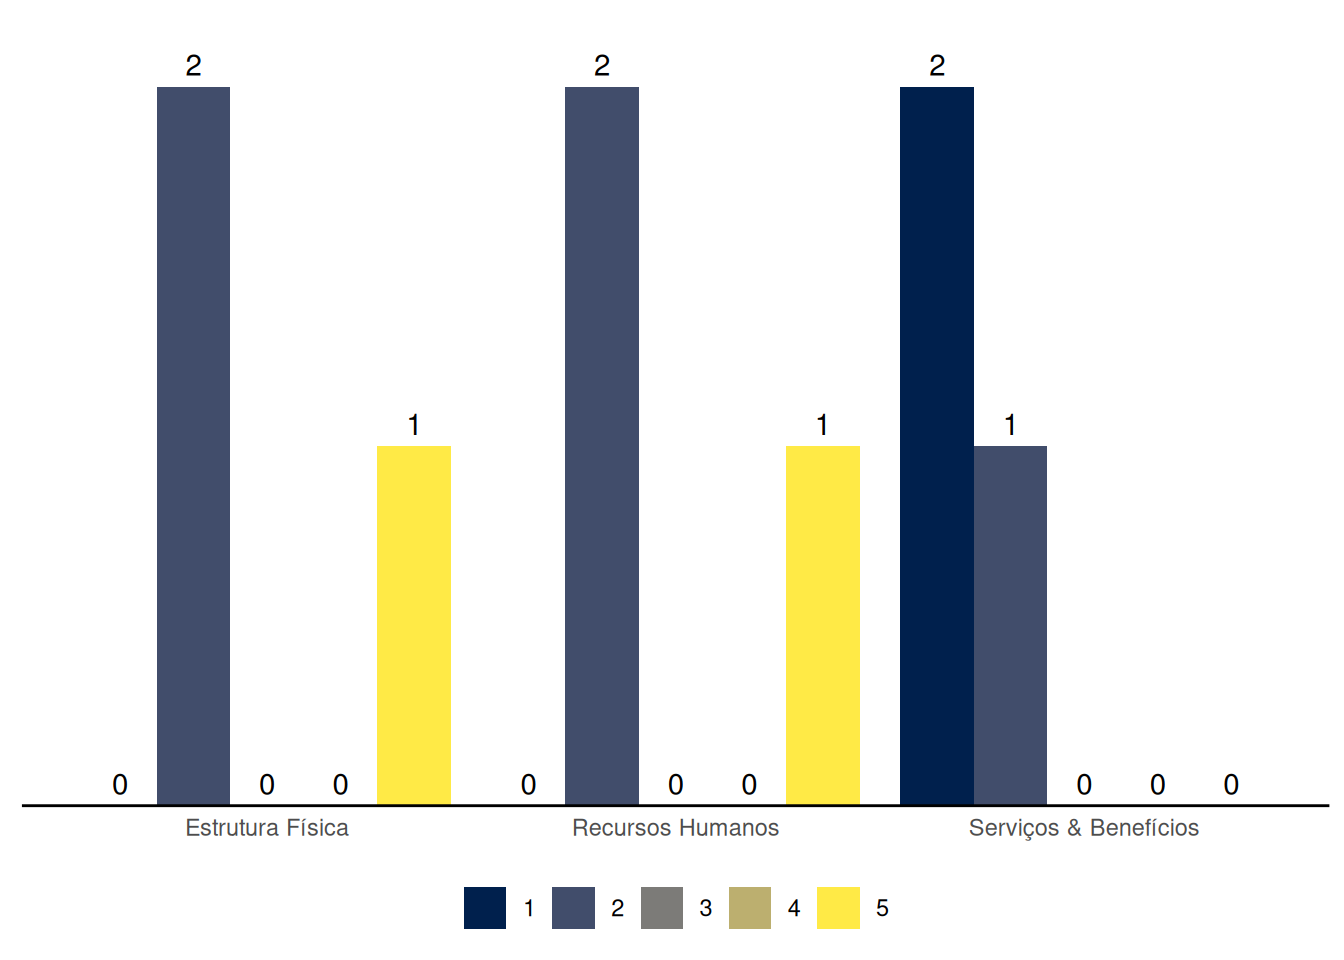 2 2 2
1 1 1
0 0 0 0 0 0 0 0 0
Estrutura Física Recursos Humanos Serviços & Benefícios
1 2 3 4 5